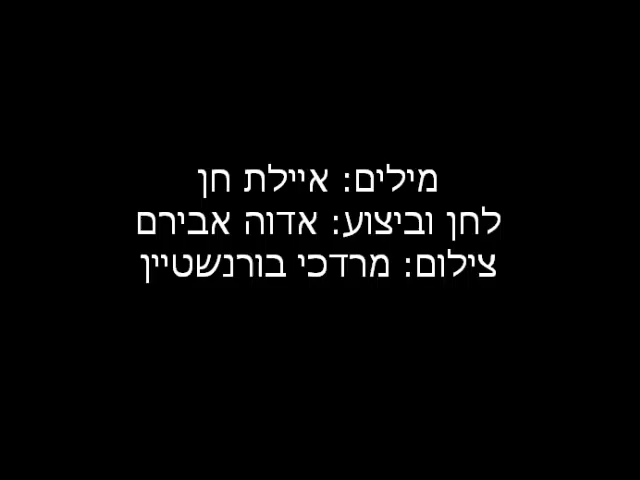 מילים: איילת חן
לחן וביצוע: אדוה אבירם
צילום: מרדכי בורנשטיין